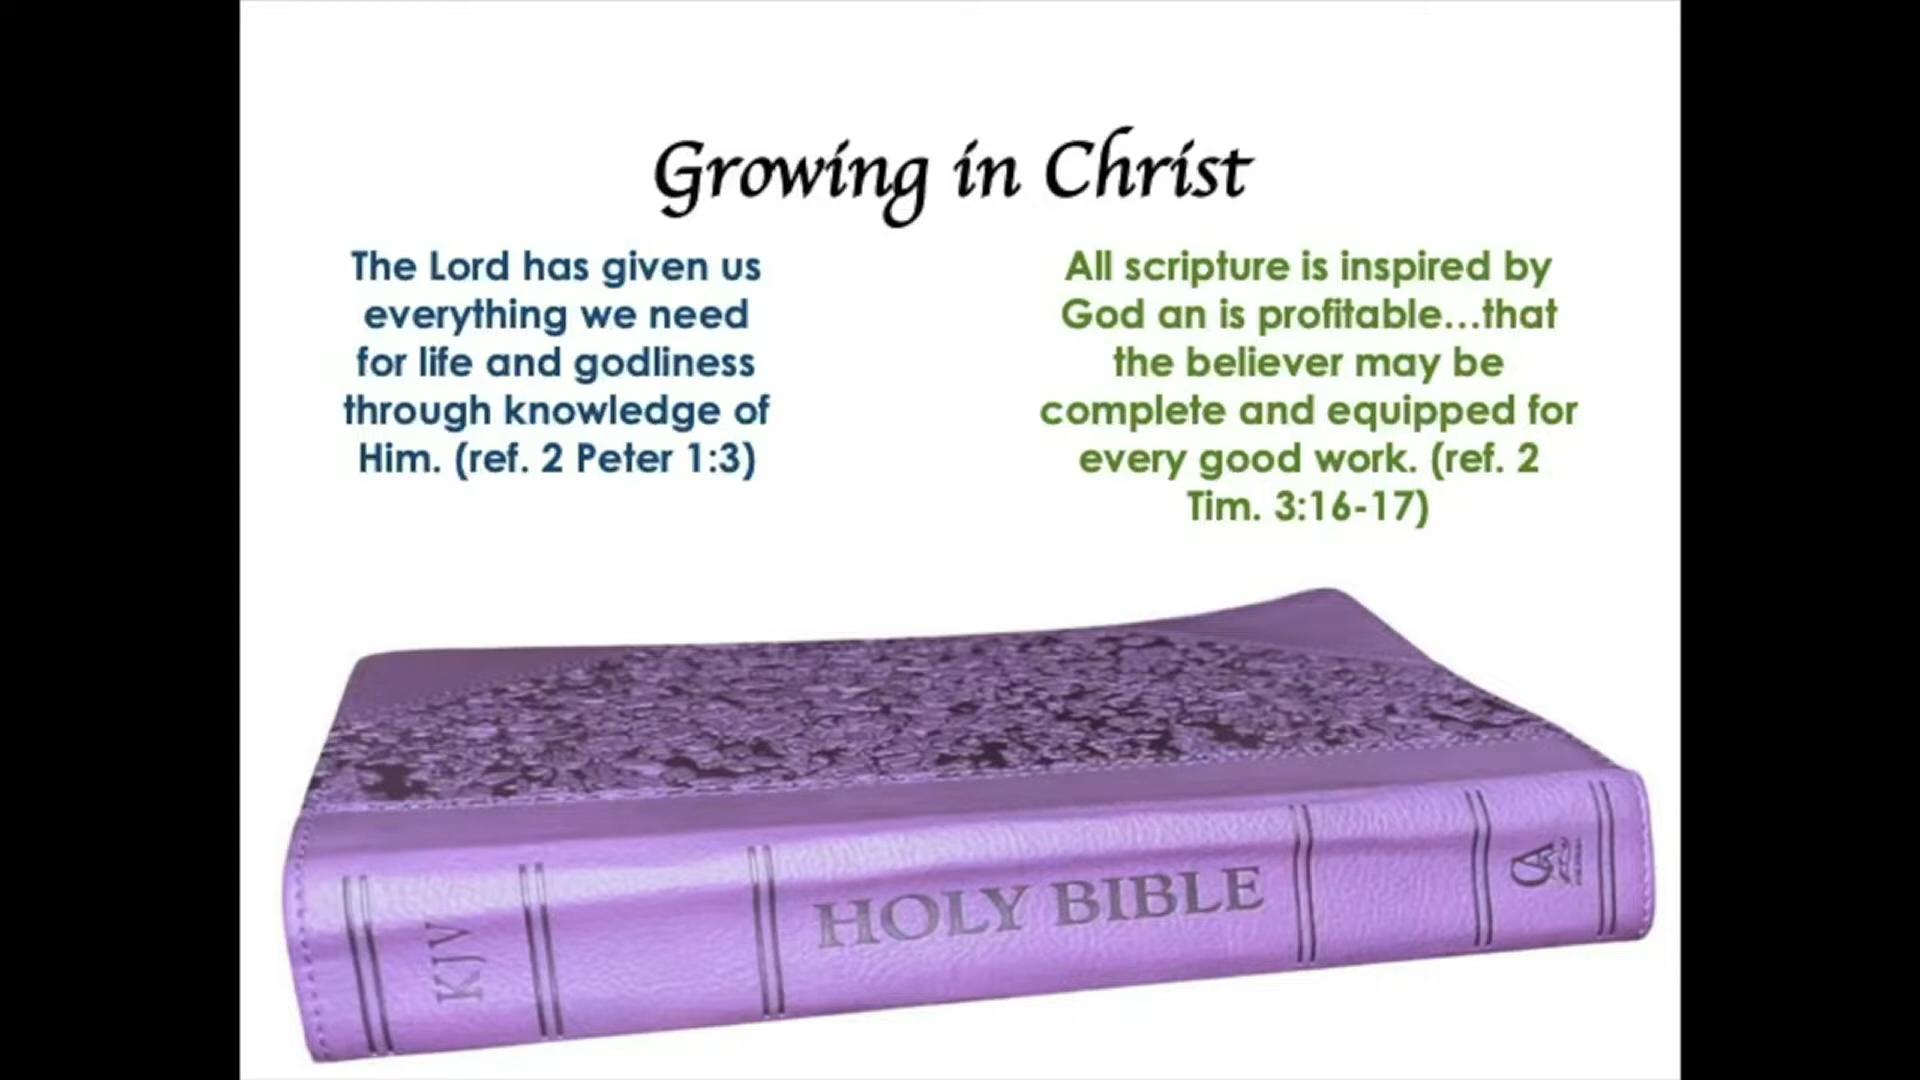 Growing in Christ
The Lord has given us
everything we need
for life and godliness
through knowledge of
Him. (ref. 2 Peter 1:3)
All scripture is inspired by
God an is profitable...that
the believer may be
complete and equipped for
every good work. (ref. 2
Tim. 3:16-17)
KJV
HOLY BIBLE